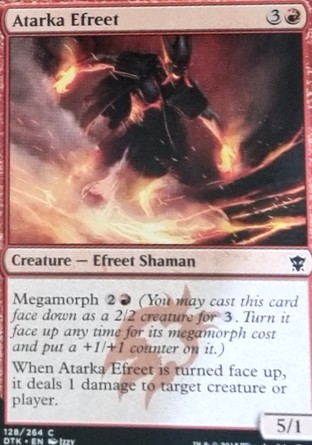 Atarka Efreet 3
Creature — Efreet Shaman
Megamorph 2 (You may cast this card
face down as a 2/2 creature for 3. Turn it
face up any time for its megamorph cost
and put a +1/+1 counter on it.)
When Atarka Efreet is turned face up,
it deals 1 damage to target creature or
player.
5/1
128/264 C
DTK • EN Izzy